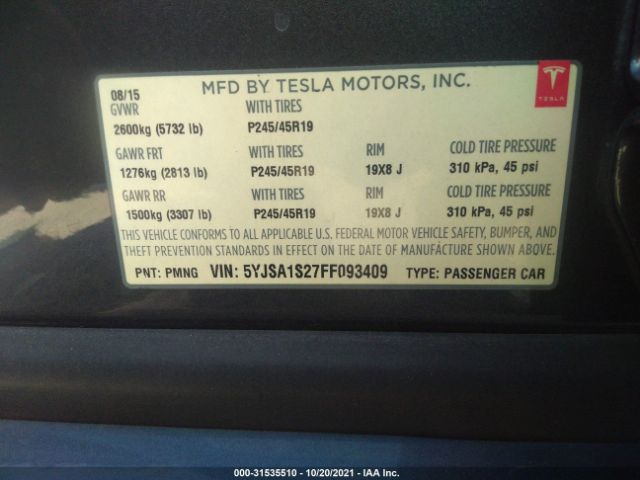 08/15 MFD BY TESLA MOTORS, INC. TESLA
GVWR WITH TIRES
2600kg (5732 lb) P245/45R19
GAWR FRT WITH TIRES RIM COLD TIRE PRESSURE
1276kg (2813 lb) P245/45R19 19X8 J 310 kPa, 45 psi
GAWR RR WITH TIRES RIM COLD TIRE PRESSURE
1500kg (3307 lb) P245/45R19 19X8 J 310 kPa, 45 psi
THIS VEHICLE CONFORMS TO ALL APPLICABLE U.S. FEDERAL MOTOR VEHICLE SAFETY, BUMPER, AND
THEFT PREVENTION STANDARDS IN EFFECT ON THE DATE OF MANUFACTURE SHOWN ABOVE.
PNT: PMNG VIN: 5YJSA1S27FF093409 TYPE: PASSENGER CAR
000-31535510 - 10/20/2021 - IAA Inc.